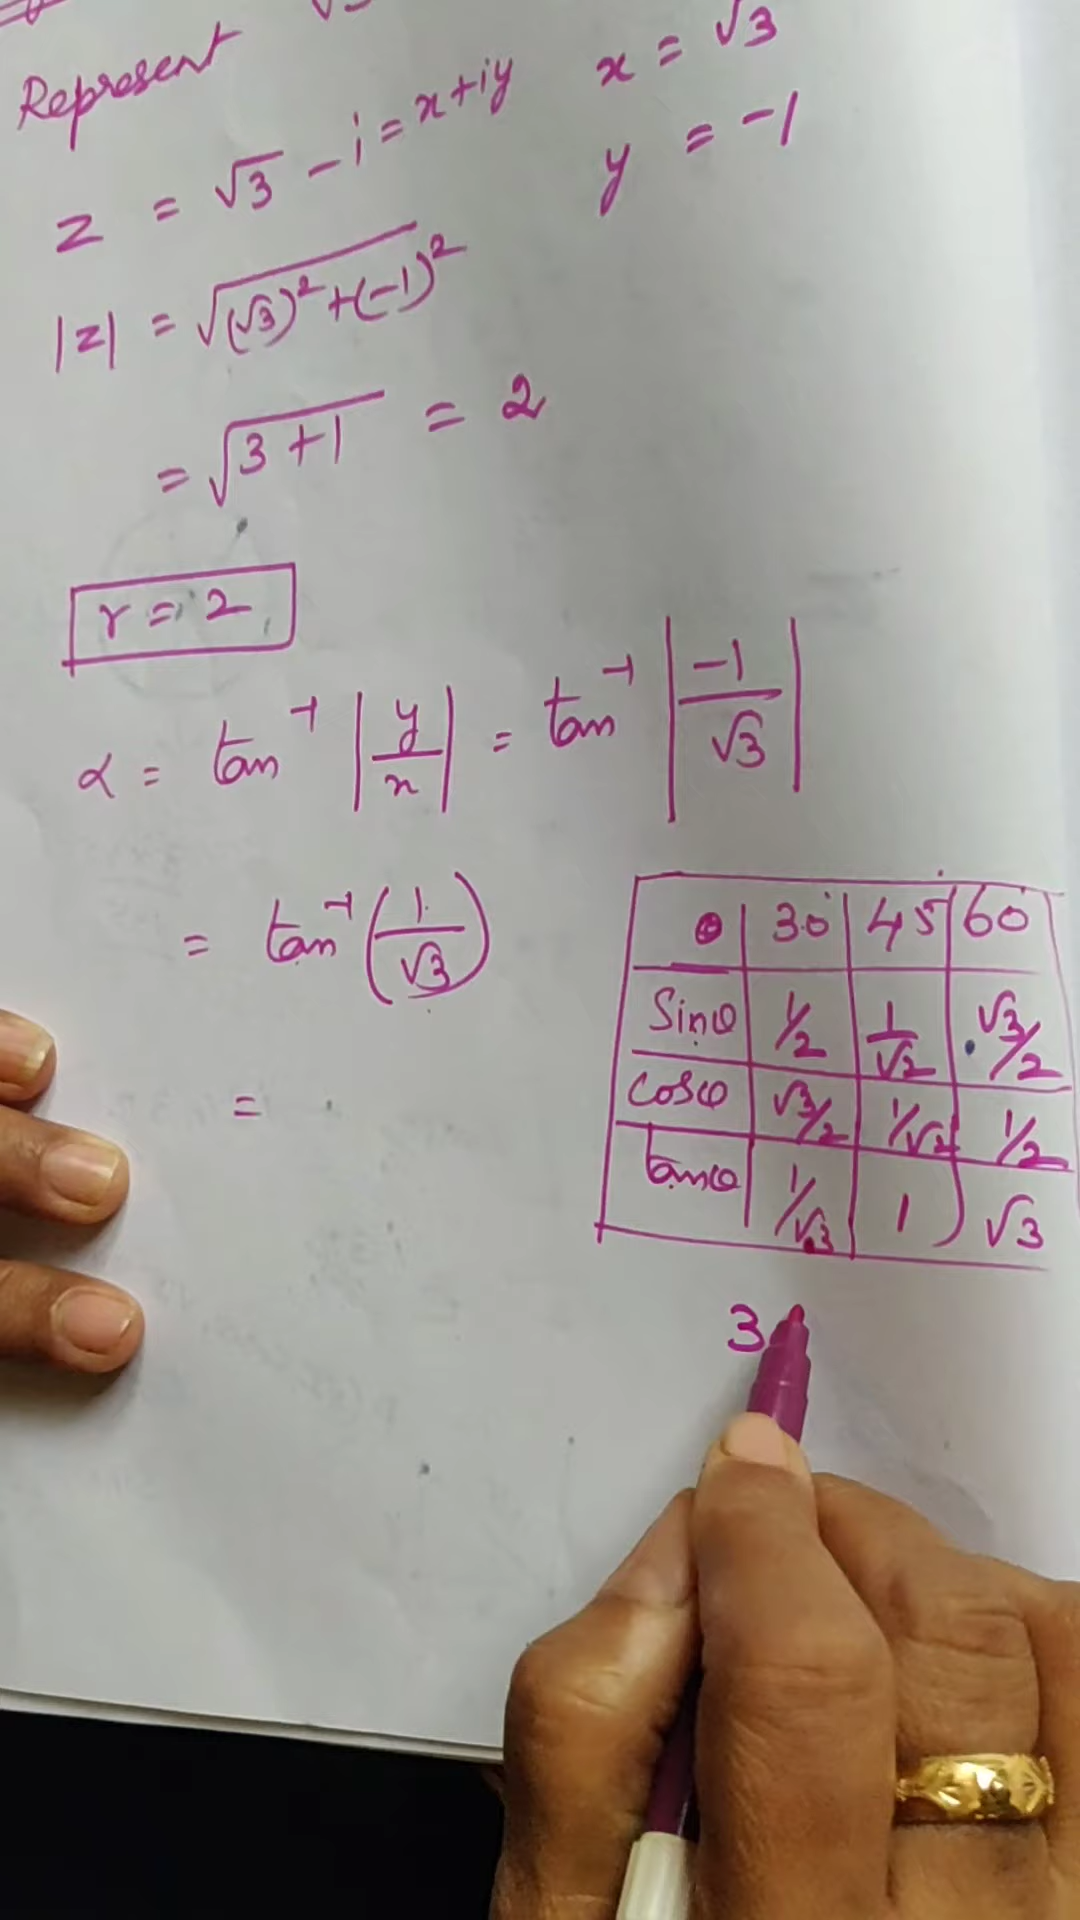 Represent √3
z = √3 - i = x+iy x = √3
y = -1
|z| = √(√3)² + (-1)²
= √3+1 = 2
r = 2
α = tan⁻¹ |y/x| = tan⁻¹ |-1/√3|
= tan⁻¹ (1/√3)
=
θ 30° 45° 60°
Sinθ 1/2 1/√2 √3/2
cosθ √3/2 1/√2 1/2
tanθ 1/√3 1 √3
3